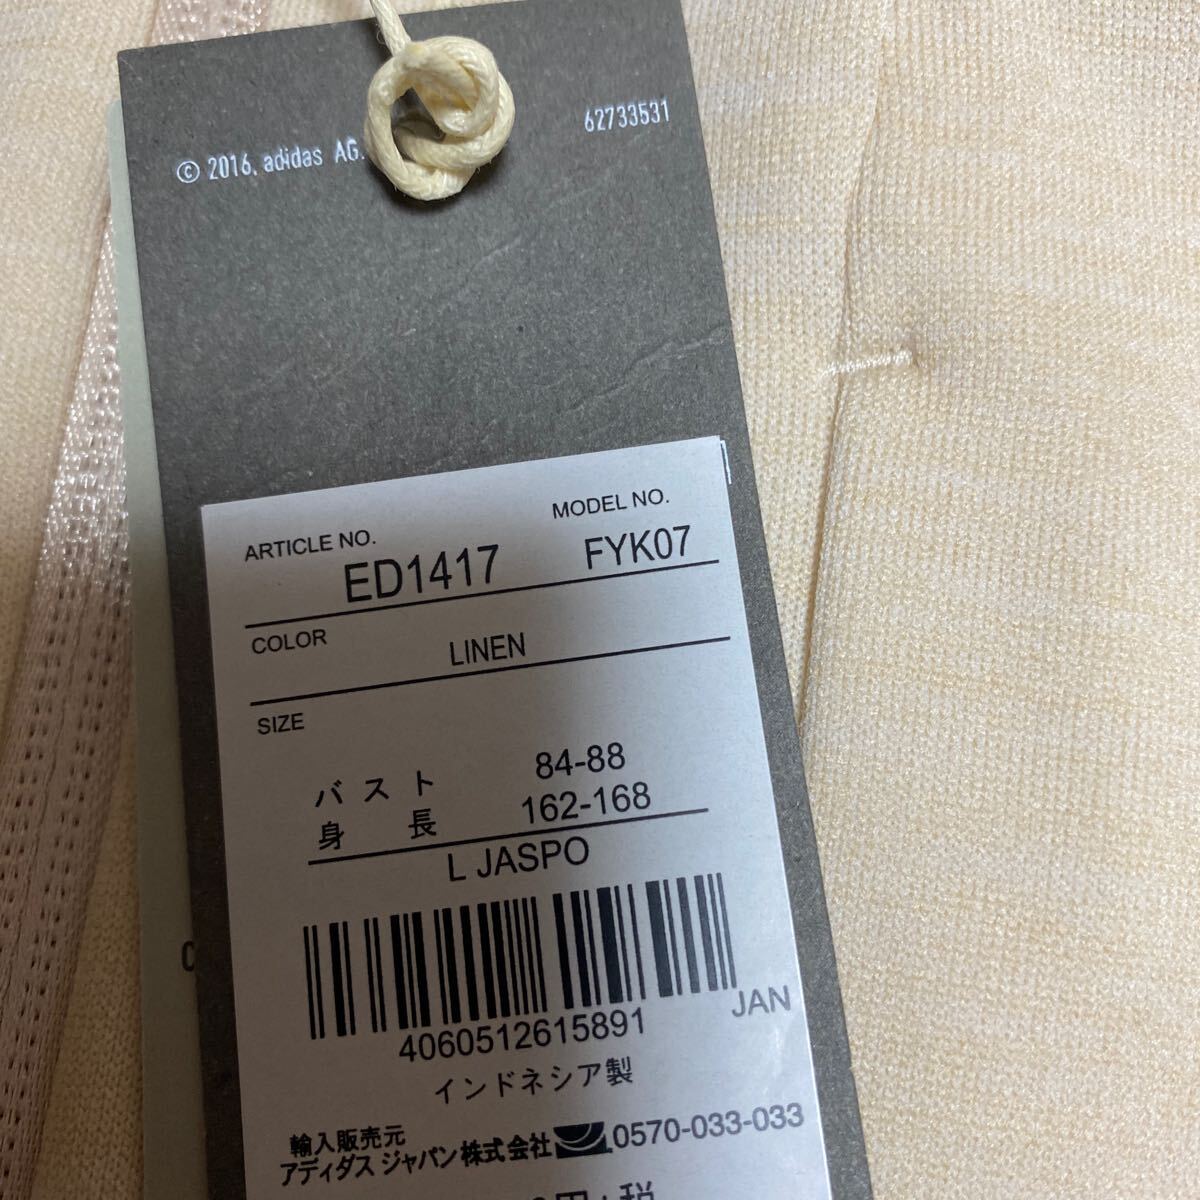 © 2016. adidas AG.
62733531
ARTICLE NO.
MODEL NO.
ED1417
FYK07
COLOR
LINEN
SIZE
バスト 84-88
身長 162-168
L JASPO
4060512615891
JAN
インドネシア製
輸入販売元
アディダス ジャパン株式会社
0570-033-033
円+税